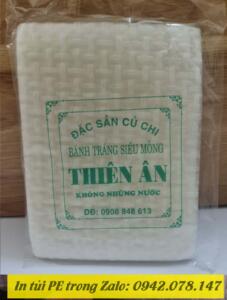 ĐẶC SẢN CỦ CHI
BÁNH TRÁNG SIÊU MỎNG
THIÊN ÂN
KHÔNG NHÚNG NƯỚC
DĐ: 0908 848 613
In túi PE trong Zalo: 0942.078.147